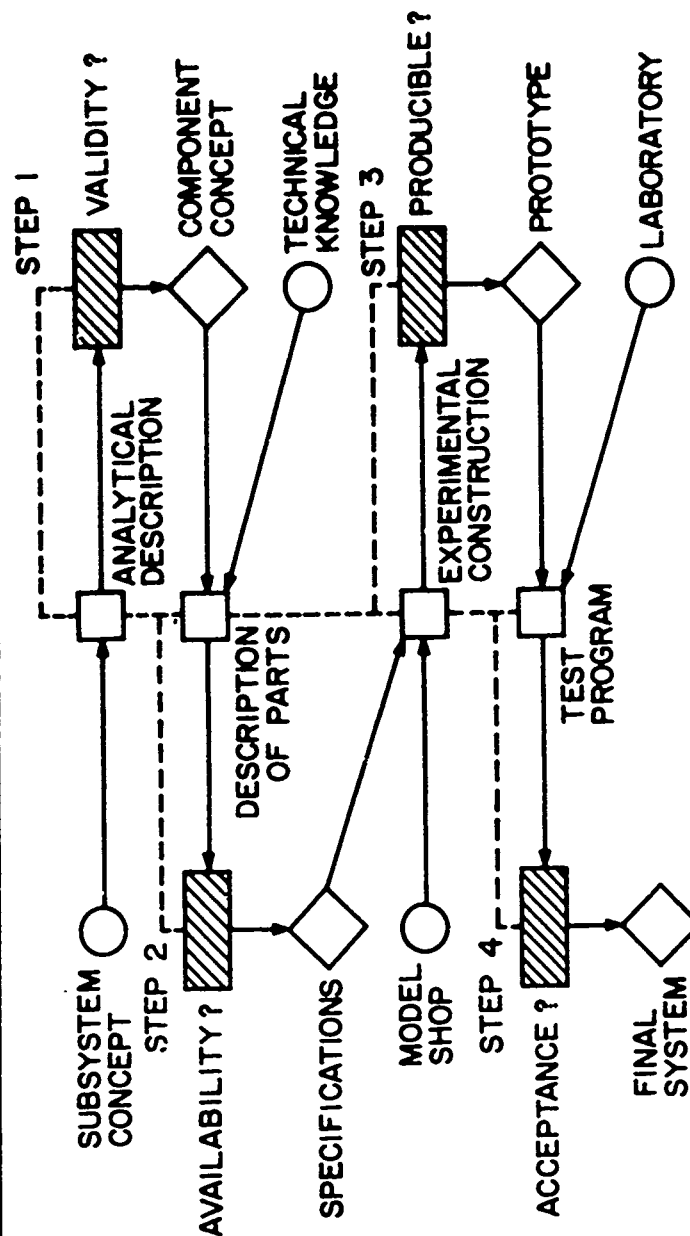 STEP 1
VALIDITY ?
ANALYTICAL
DESCRIPTION
SUBSYSTEM
CONCEPT
STEP 2
COMPONENT
CONCEPT
AVAILABILITY ?
DESCRIPTION
OF PARTS
TECHNICAL
KNOWLEDGE
SPECIFICATIONS
STEP 3
PRODUCIBLE ?
EXPERIMENTAL
CONSTRUCTION
MODEL
SHOP
STEP 4
PROTOTYPE
ACCEPTANCE ?
TEST
PROGRAM
LABORATORY
FINAL
SYSTEM